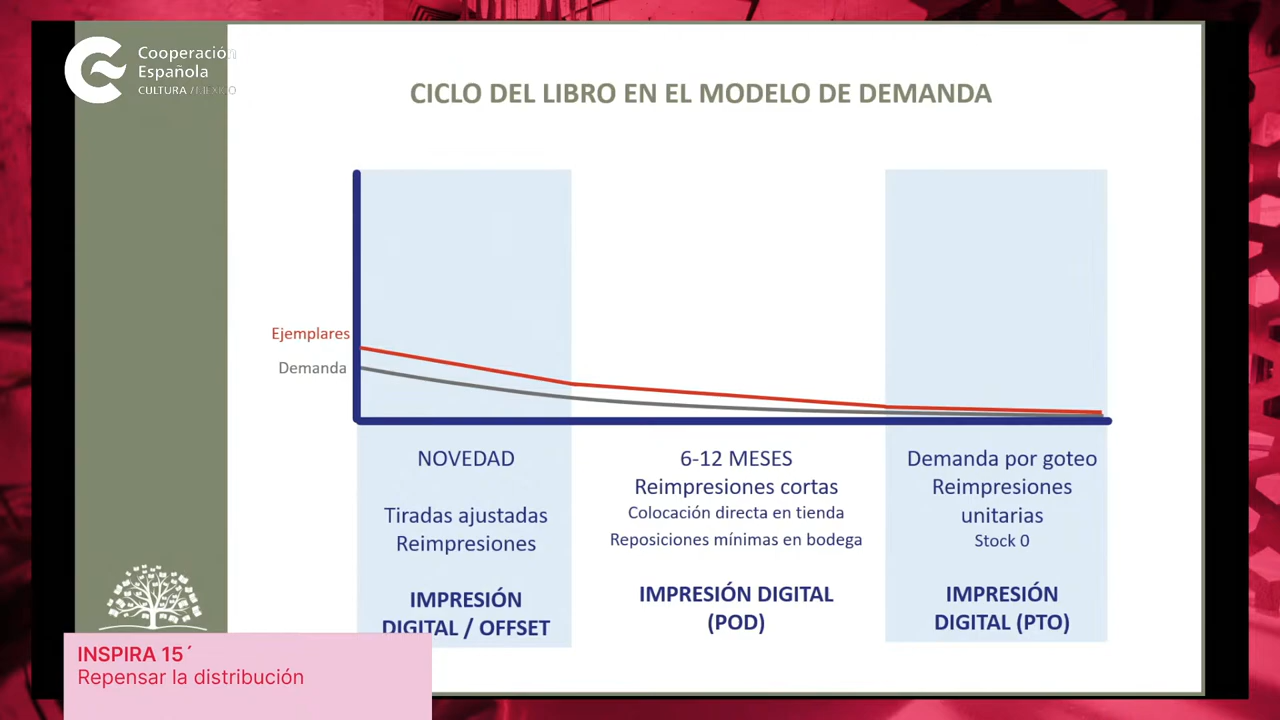 Cooperación
Española
CULTURA / MÉXICO
CICLO DEL LIBRO EN EL MODELO DE DEMANDA
Ejemplares
Demanda
NOVEDAD
Tiradas ajustadas
Reimpresiones
IMPRESIÓN
DIGITAL / OFFSET
6-12 MESES
Reimpresiones cortas
Colocación directa en tienda
Reposiciones mínimas en bodega
IMPRESIÓN DIGITAL
(POD)
Demanda por goteo
Reimpresiones
unitarias
Stock 0
IMPRESIÓN
DIGITAL (PTO)
INSPIRA 15´
Repensar la distribución